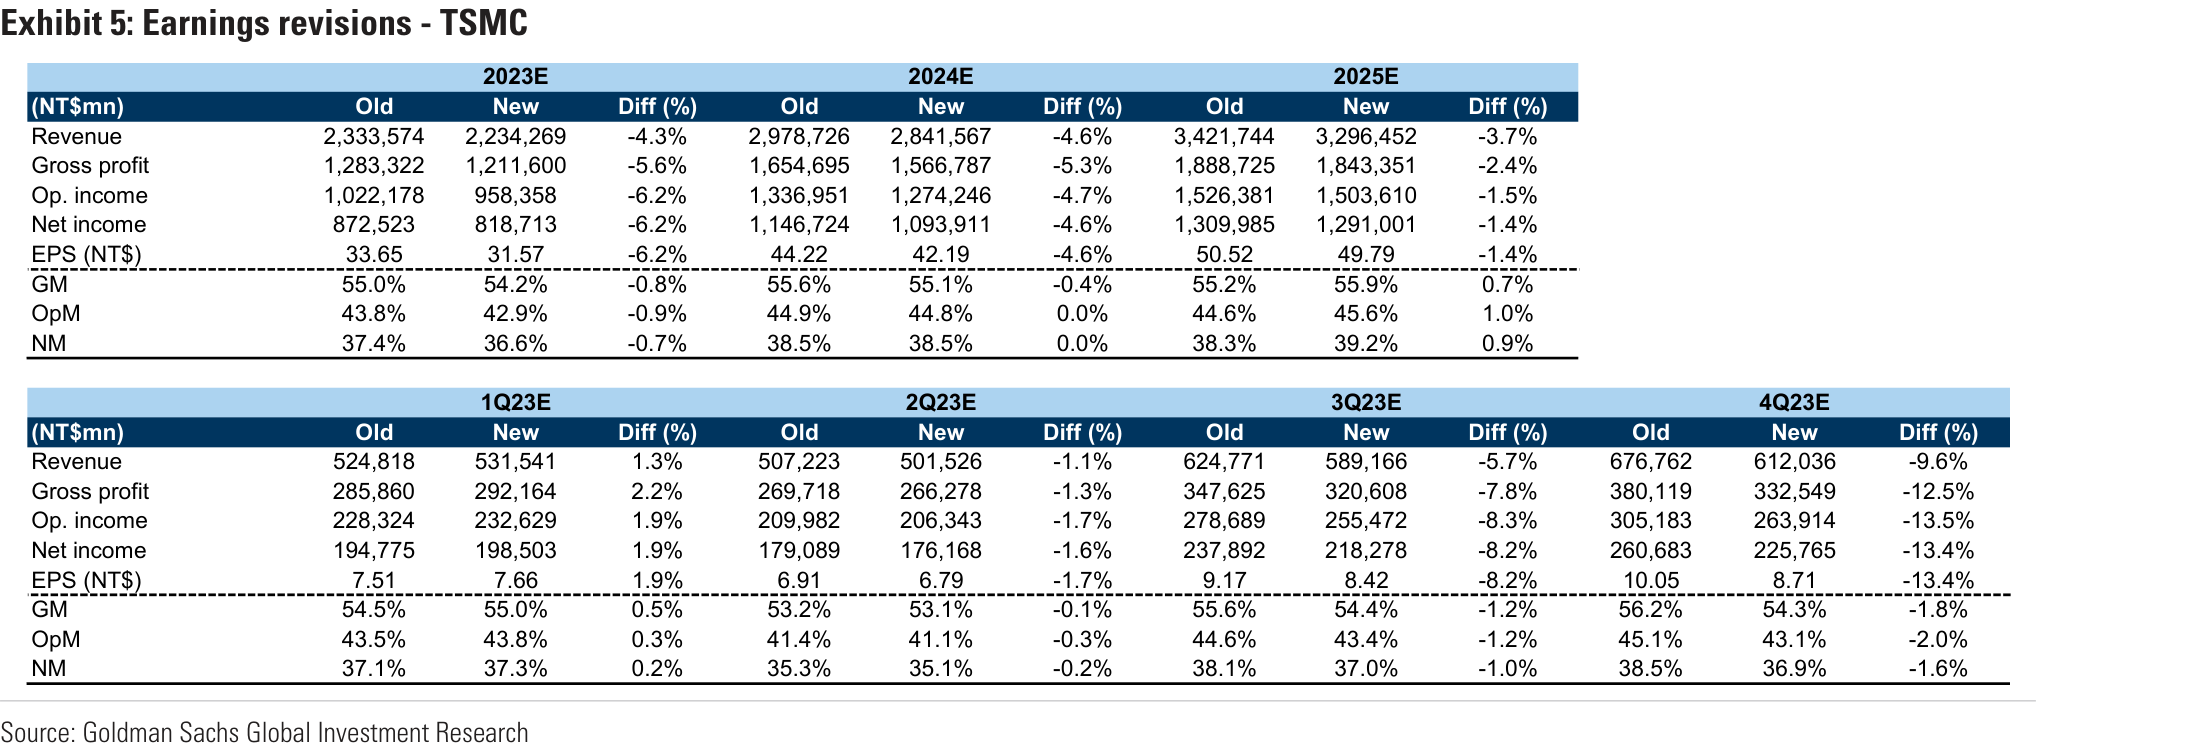 Exhibit 5: Earnings revisions - TSMC
2023E 2024E 2025E
(NT$mn) Old New Diff (%) Old New Diff (%) Old New Diff (%)
Revenue 2,333,574 2,234,269 -4.3% 2,978,726 2,841,567 -4.6% 3,421,744 3,296,452 -3.7%
Gross profit 1,283,322 1,211,600 -5.6% 1,654,695 1,566,787 -5.3% 1,888,725 1,843,351 -2.4%
Op. income 1,022,178 958,358 -6.2% 1,336,951 1,274,246 -4.7% 1,526,381 1,503,610 -1.5%
Net income 872,523 818,713 -6.2% 1,146,724 1,093,911 -4.6% 1,309,985 1,291,001 -1.4%
EPS (NT$) 33.65 31.57 -6.2% 44.22 42.19 -4.6% 50.52 49.79 -1.4%
GM 55.0% 54.2% -0.8% 55.6% 55.1% -0.4% 55.2% 55.9% 0.7%
OpM 43.8% 42.9% -0.9% 44.9% 44.8% 0.0% 44.6% 45.6% 1.0%
NM 37.4% 36.6% -0.7% 38.5% 38.5% 0.0% 38.3% 39.2% 0.9%
1Q23E 2Q23E 3Q23E 4Q23E
(NT$mn) Old New Diff (%) Old New Diff (%) Old New Diff (%) Old New Diff (%)
Revenue 524,818 531,541 1.3% 507,223 501,526 -1.1% 624,771 589,166 -5.7% 676,762 612,036 -9.6%
Gross profit 285,860 292,164 2.2% 269,718 266,278 -1.3% 347,625 320,608 -7.8% 380,119 332,549 -12.5%
Op. income 228,324 232,629 1.9% 209,982 206,343 -1.7% 278,689 255,472 -8.3% 305,183 263,914 -13.5%
Net income 194,775 198,503 1.9% 179,089 176,168 -1.6% 237,892 218,278 -8.2% 260,683 225,765 -13.4%
EPS (NT$) 7.51 7.66 1.9% 6.91 6.79 -1.7% 9.17 8.42 -8.2% 10.05 8.71 -13.4%
GM 54.5% 55.0% 0.5% 53.2% 53.1% -0.1% 55.6% 54.4% -1.2% 56.2% 54.3% -1.8%
OpM 43.5% 43.8% 0.3% 41.4% 41.1% -0.3% 44.6% 43.4% -1.2% 45.1% 43.1% -2.0%
NM 37.1% 37.3% 0.2% 35.3% 35.1% -0.2% 38.1% 37.0% -1.0% 38.5% 36.9% -1.6%
Source: Goldman Sachs Global Investment Research